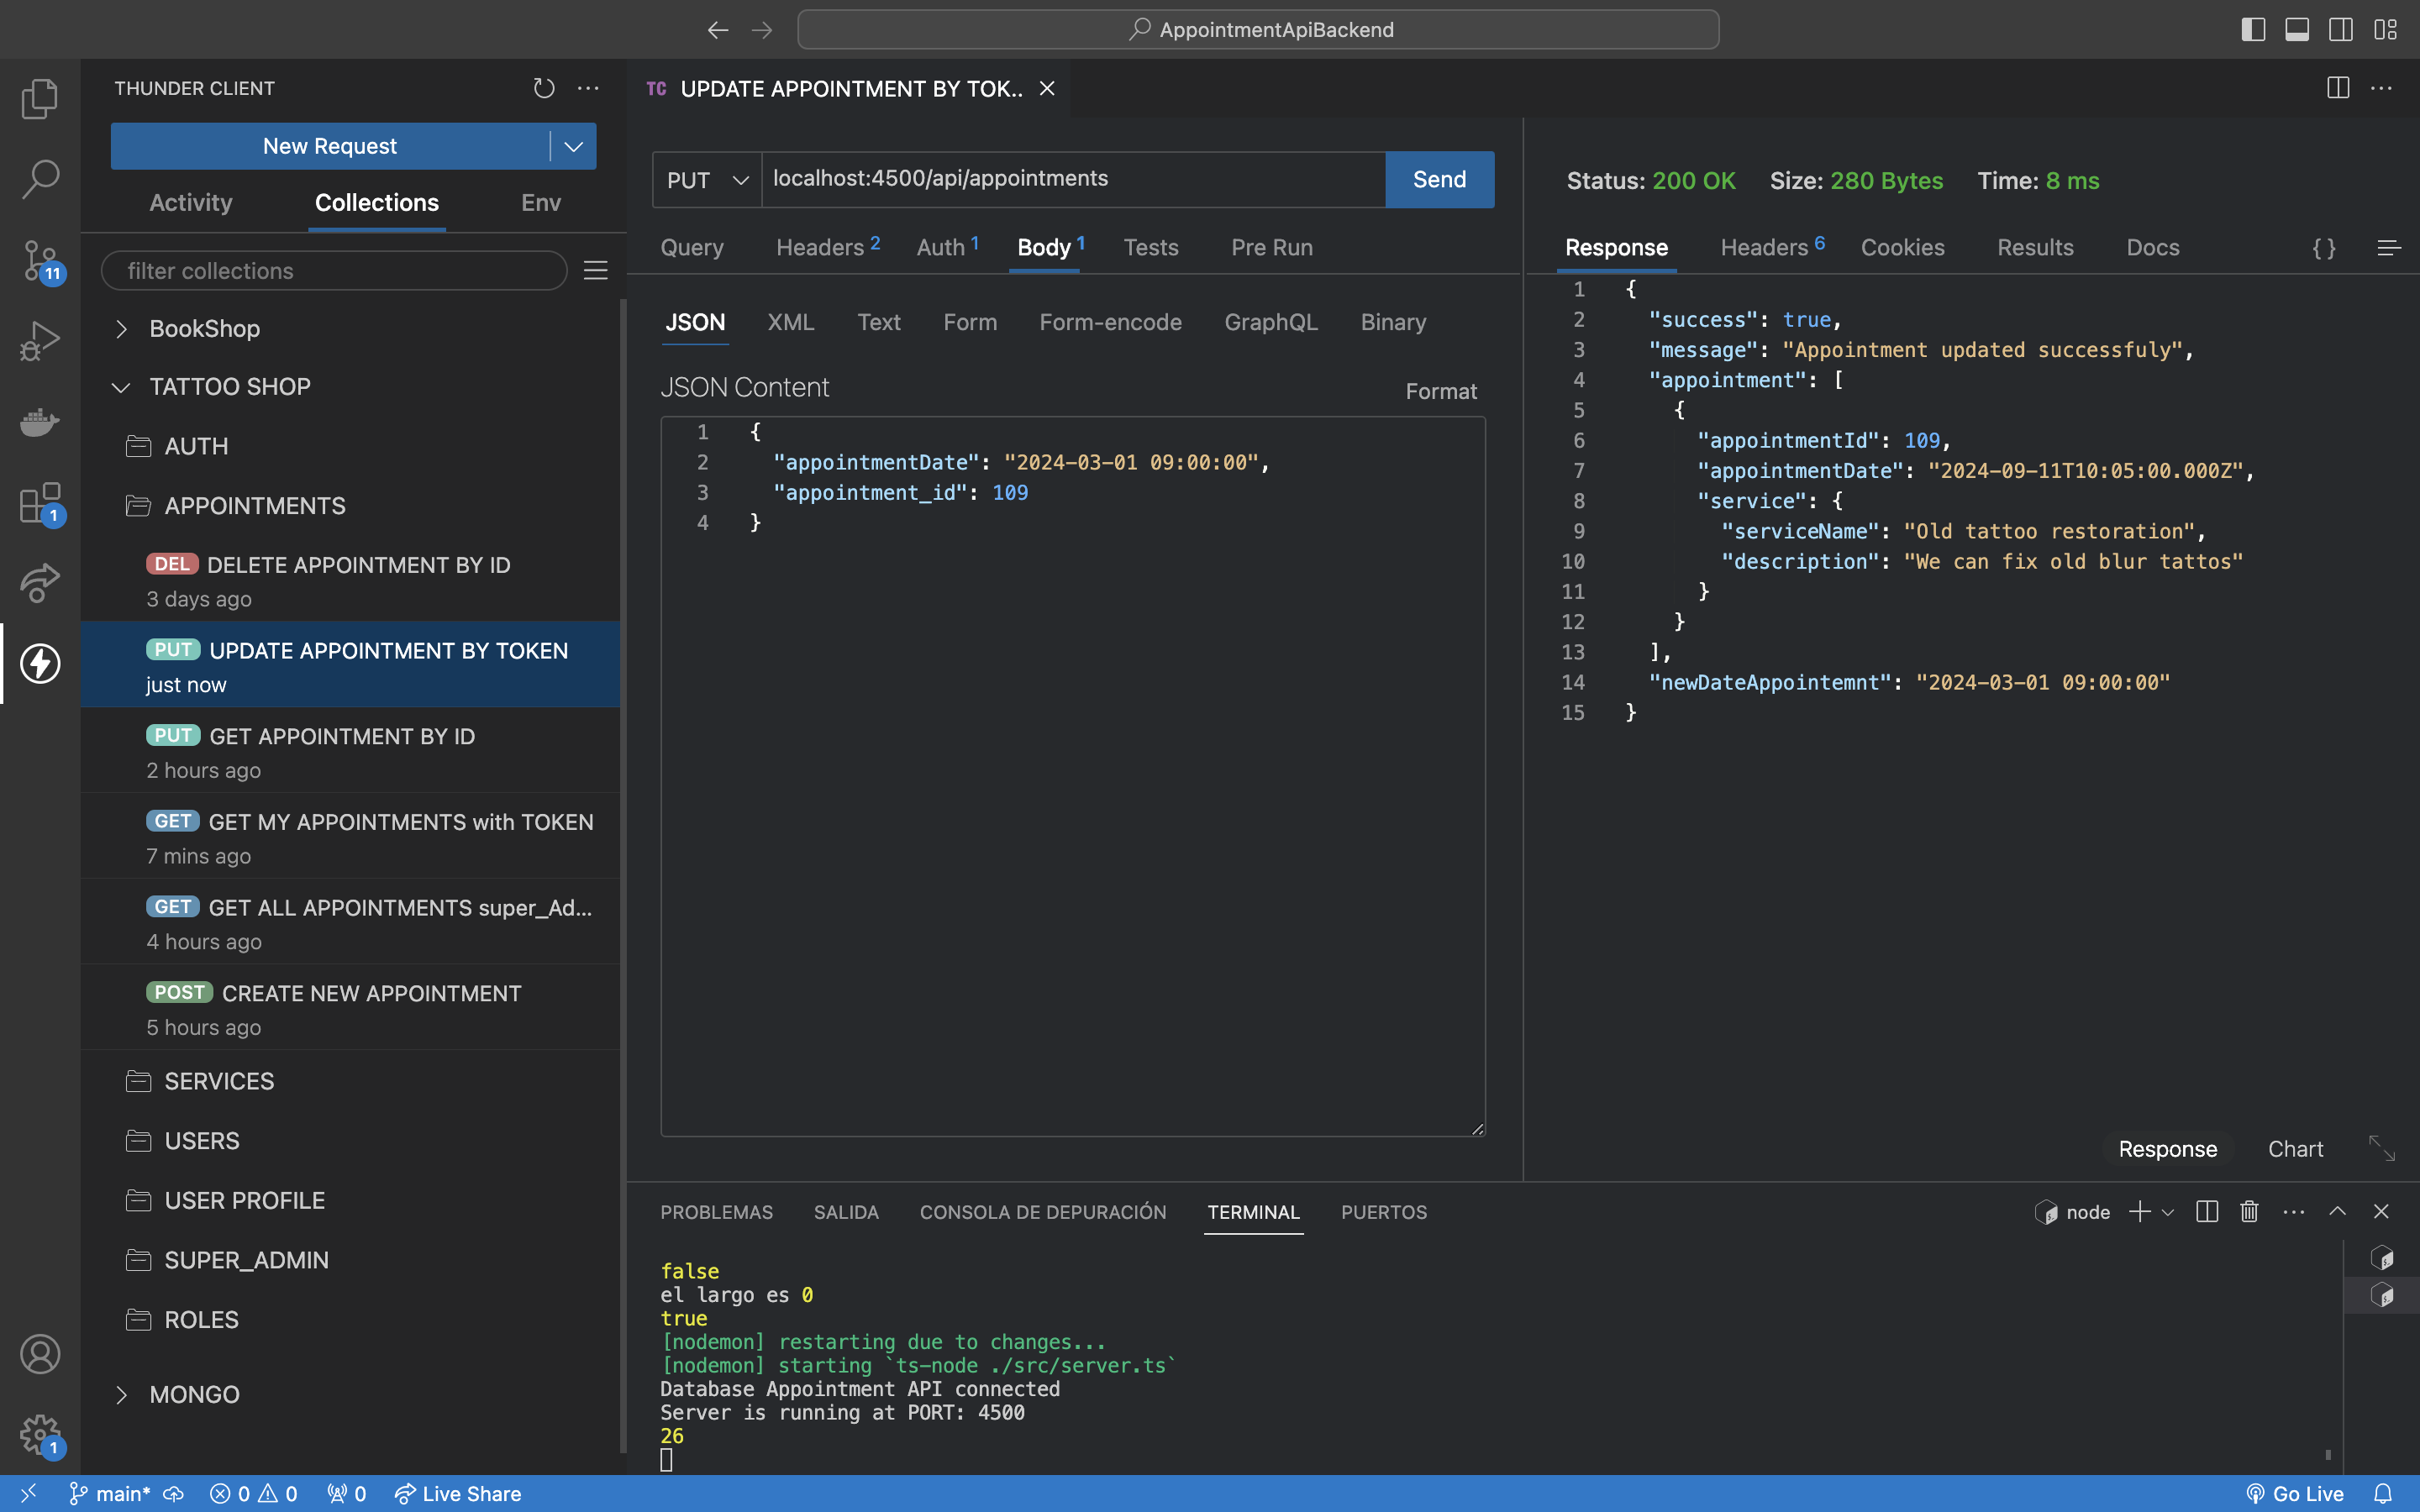 AppointmentApiBackend
THUNDER CLIENT
New Request
Activity Collections Env
filter collections
11
BookShop
TATTOO SHOP
AUTH
APPOINTMENTS
1
DEL DELETE APPOINTMENT BY ID
3 days ago
PUT UPDATE APPOINTMENT BY TOKEN
just now
PUT GET APPOINTMENT BY ID
2 hours ago
GET GET MY APPOINTMENTS with TOKEN
7 mins ago
GET GET ALL APPOINTMENTS super_Ad...
4 hours ago
POST CREATE NEW APPOINTMENT
5 hours ago
SERVICES
USERS
USER PROFILE
SUPER_ADMIN
ROLES
MONGO
1
TC UPDATE APPOINTMENT BY TOK..
PUT localhost:4500/api/appointments Send
Query Headers 2 Auth 1 Body 1 Tests Pre Run
JSON XML Text Form Form-encode GraphQL Binary
JSON Content Format
1 {
2 "appointmentDate": "2024-03-01 09:00:00",
3 "appointment_id": 109
4 }
Status: 200 OK Size: 280 Bytes Time: 8 ms
Response Headers 6 Cookies Results Docs { }
1 {
2 "success": true,
3 "message": "Appointment updated successfuly",
4 "appointment": [
5 {
6 "appointmentId": 109,
7 "appointmentDate": "2024-09-11T10:05:00.000Z",
8 "service": {
9 "serviceName": "Old tattoo restoration",
10 "description": "We can fix old blur tattos"
11 }
12 }
13 ],
14 "newDateAppointemnt": "2024-03-01 09:00:00"
15 }
Response Chart
PROBLEMAS SALIDA CONSOLA DE DEPURACIÓN TERMINAL PUERTOS node
false
el largo es 0
true
[nodemon] restarting due to changes...
[nodemon] starting `ts-node ./src/server.ts`
Database Appointment API connected
Server is running at PORT: 4500
26
main* 0 0 0 Live Share Go Live